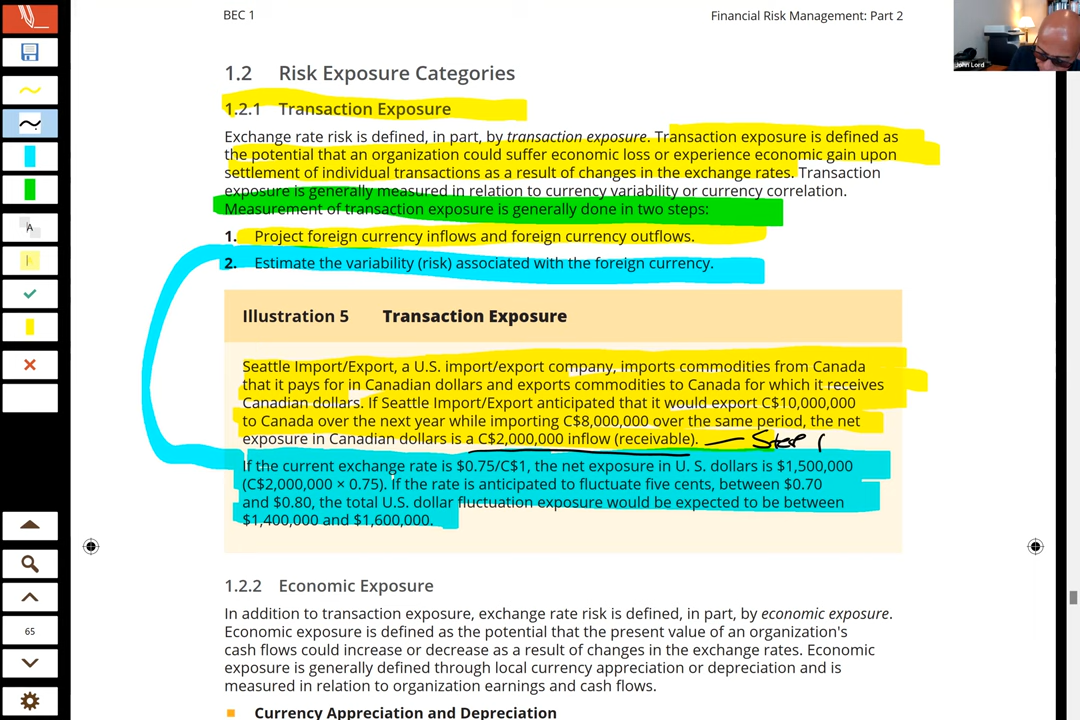 BEC 1
Financial Risk Management: Part 2
John Lord
1.2 Risk Exposure Categories
1.2.1 Transaction Exposure
Exchange rate risk is defined, in part, by transaction exposure. Transaction exposure is defined as
the potential that an organization could suffer economic loss or experience economic gain upon
settlement of individual transactions as a result of changes in the exchange rates. Transaction
exposure is generally measured in relation to currency variability or currency correlation.
Measurement of transaction exposure is generally done in two steps:
1. Project foreign currency inflows and foreign currency outflows.
2. Estimate the variability (risk) associated with the foreign currency.
Illustration 5 Transaction Exposure
Seattle Import/Export, a U.S. import/export company, imports commodities from Canada
that it pays for in Canadian dollars and exports commodities to Canada for which it receives
Canadian dollars. If Seattle Import/Export anticipated that it would export C$10,000,000
to Canada over the next year while importing C$8,000,000 over the same period, the net
exposure in Canadian dollars is a C$2,000,000 inflow (receivable). — Step 1
If the current exchange rate is $0.75/C$1, the net exposure in U. S. dollars is $1,500,000
(C$2,000,000 × 0.75). If the rate is anticipated to fluctuate five cents, between $0.70
and $0.80, the total U.S. dollar fluctuation exposure would be expected to be between
$1,400,000 and $1,600,000.
1.2.2 Economic Exposure
In addition to transaction exposure, exchange rate risk is defined, in part, by economic exposure.
Economic exposure is defined as the potential that the present value of an organization's
cash flows could increase or decrease as a result of changes in the exchange rates. Economic
exposure is generally defined through local currency appreciation or depreciation and is
measured in relation to organization earnings and cash flows.
Currency Appreciation and Depreciation
A
65